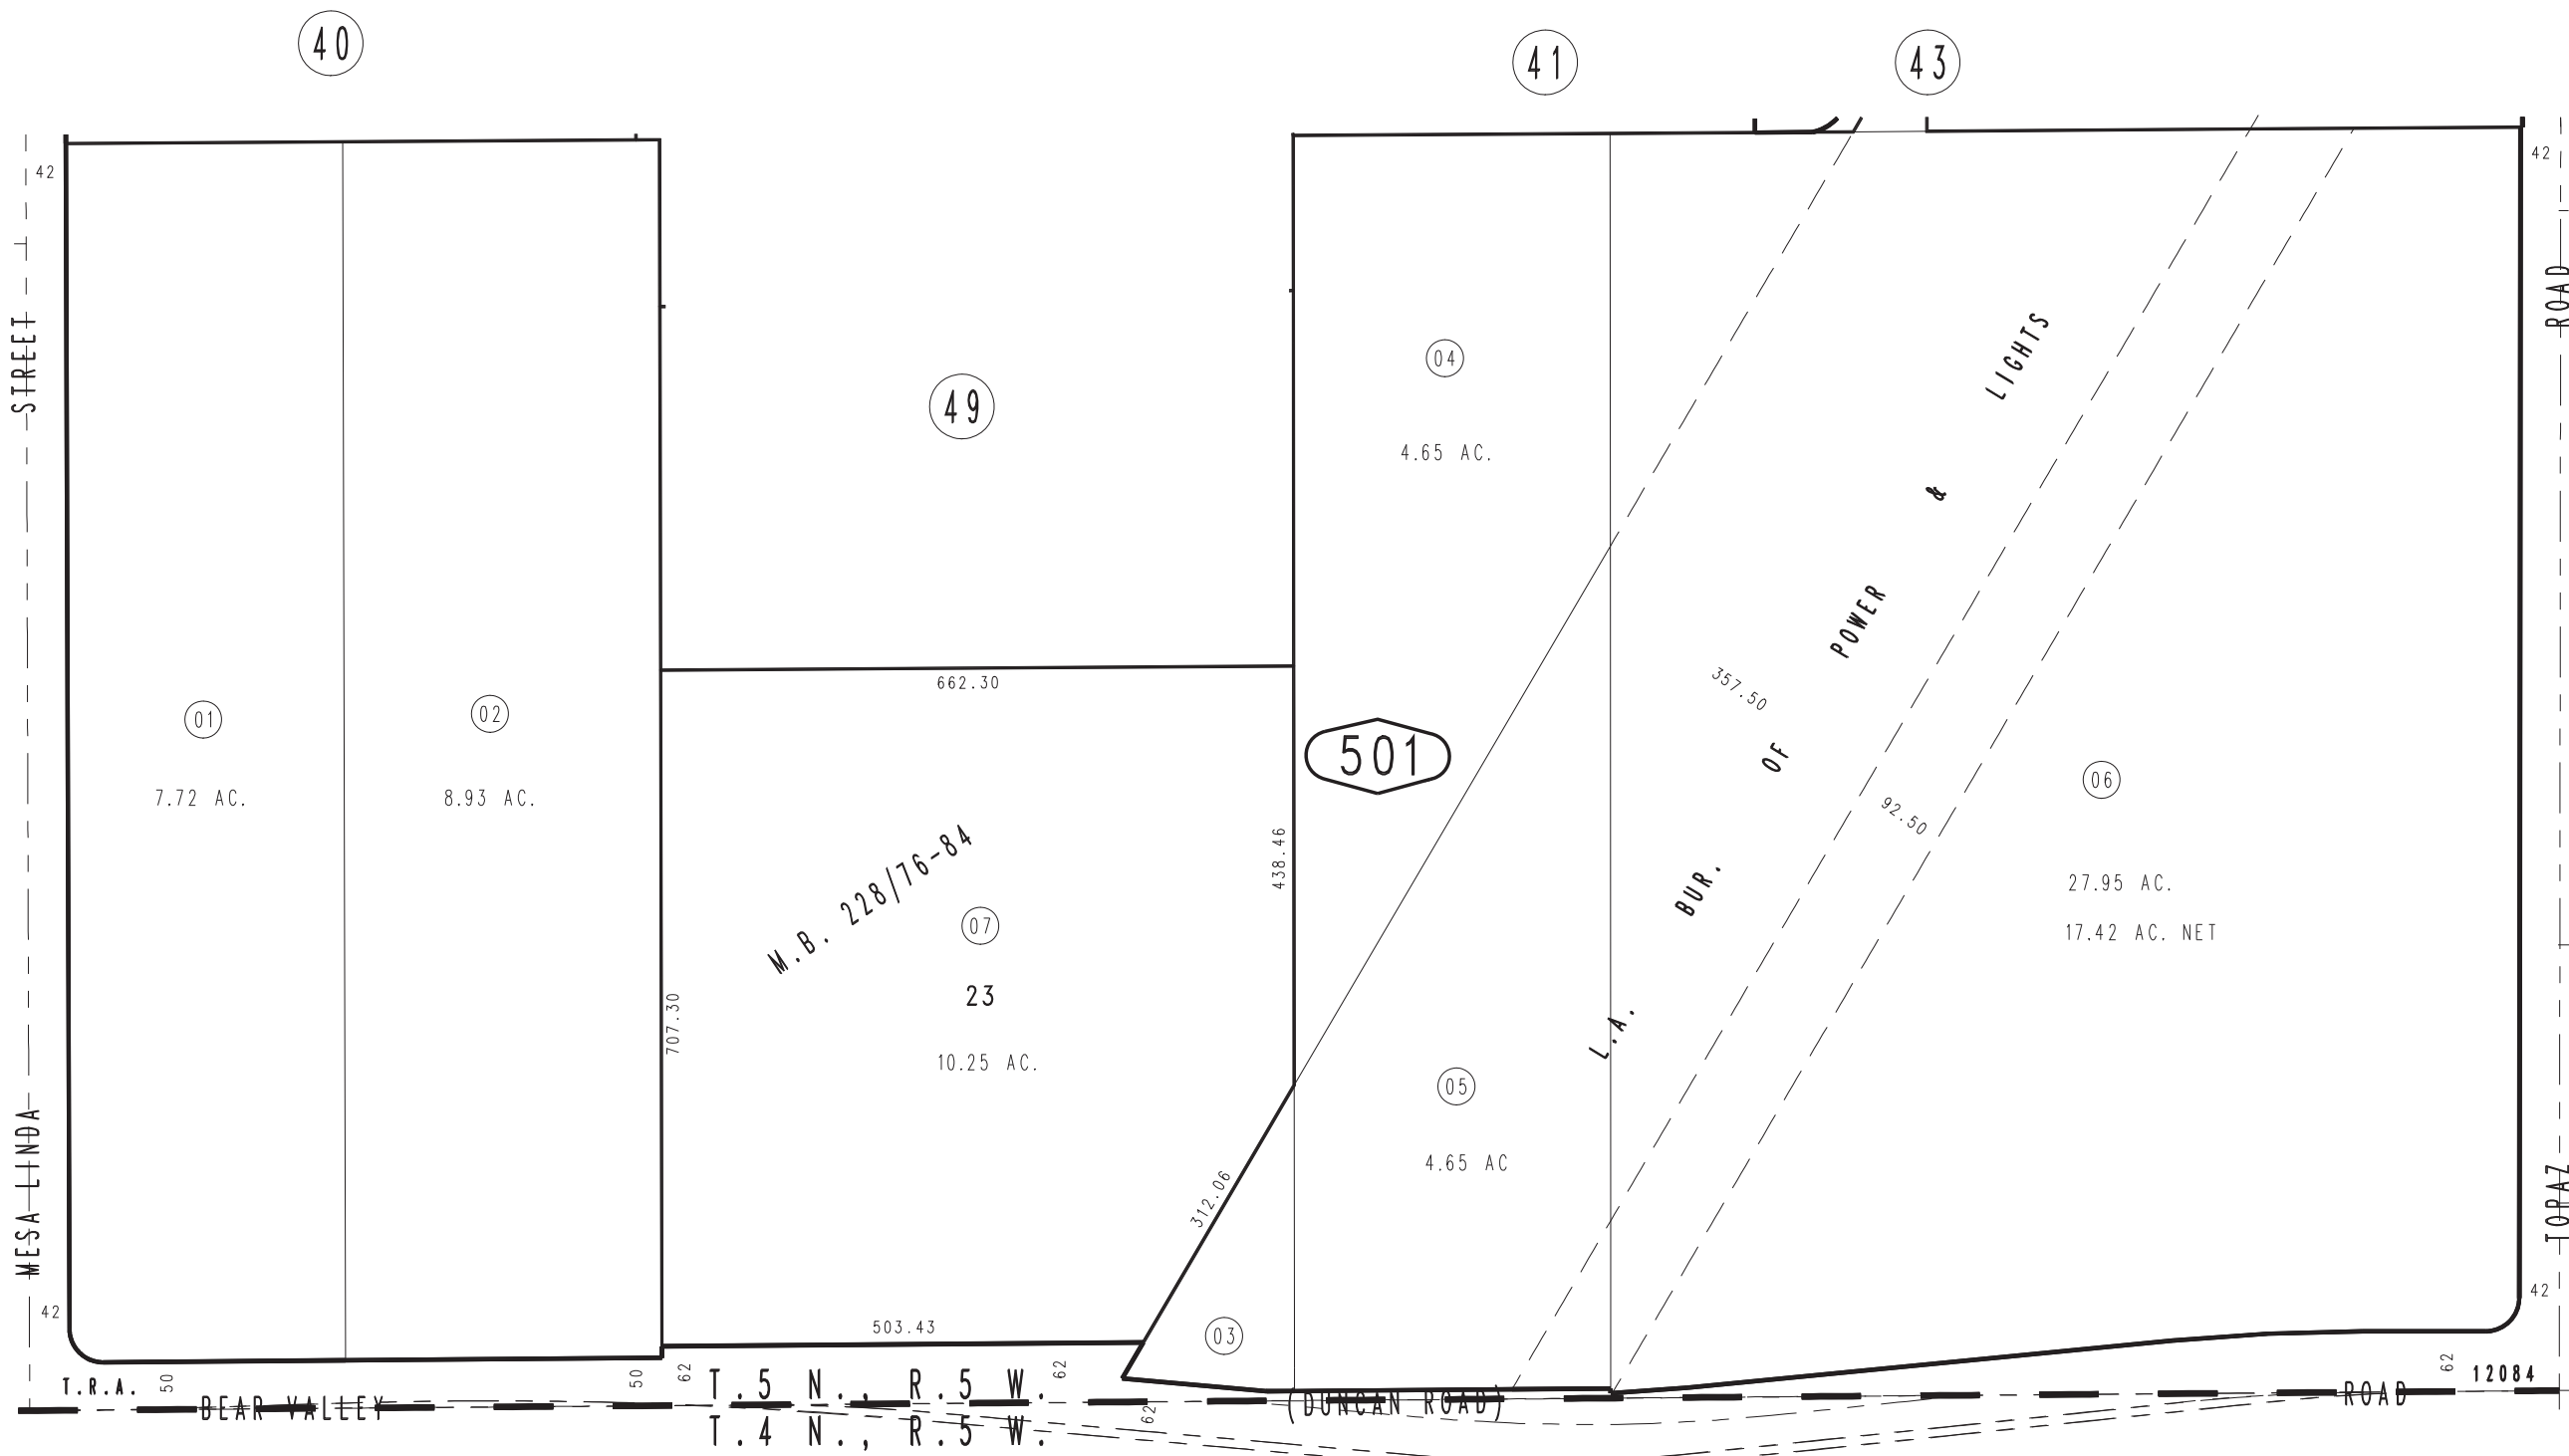 40
41
43
42
42
STREET
ROAD
LIGHTS
04
49
4.65 AC.
&
POWER
662.30
357.50
01
02
501
OF
06
7.72 AC.
8.93 AC.
92.50
438.46
M.B. 228/76-84
BUR.
27.95 AC.
07
17.42 AC. NET
23
707.30
L.A.
10.25 AC.
05
4.65 AC
MESA LINDA
TOPAZ
312.06
42
42
503.43
03
T.R.A.
50
50
62
T.5 N., R.5 W.
62
62
12084
BEAR VALLEY
62
(DUNCAN ROAD)
ROAD
T.4 N., R.5 W.